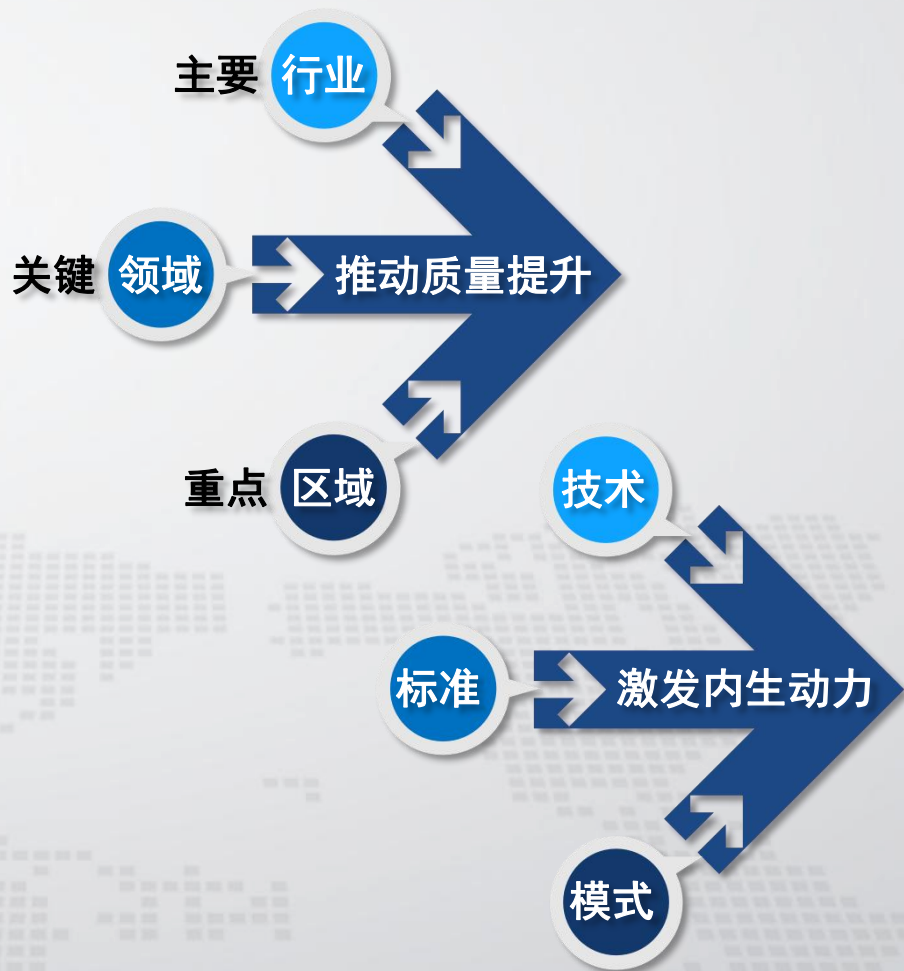 主要 行业
关键 领域
推动质量提升
重点 区域
技术
标准
激发内生动力
模式